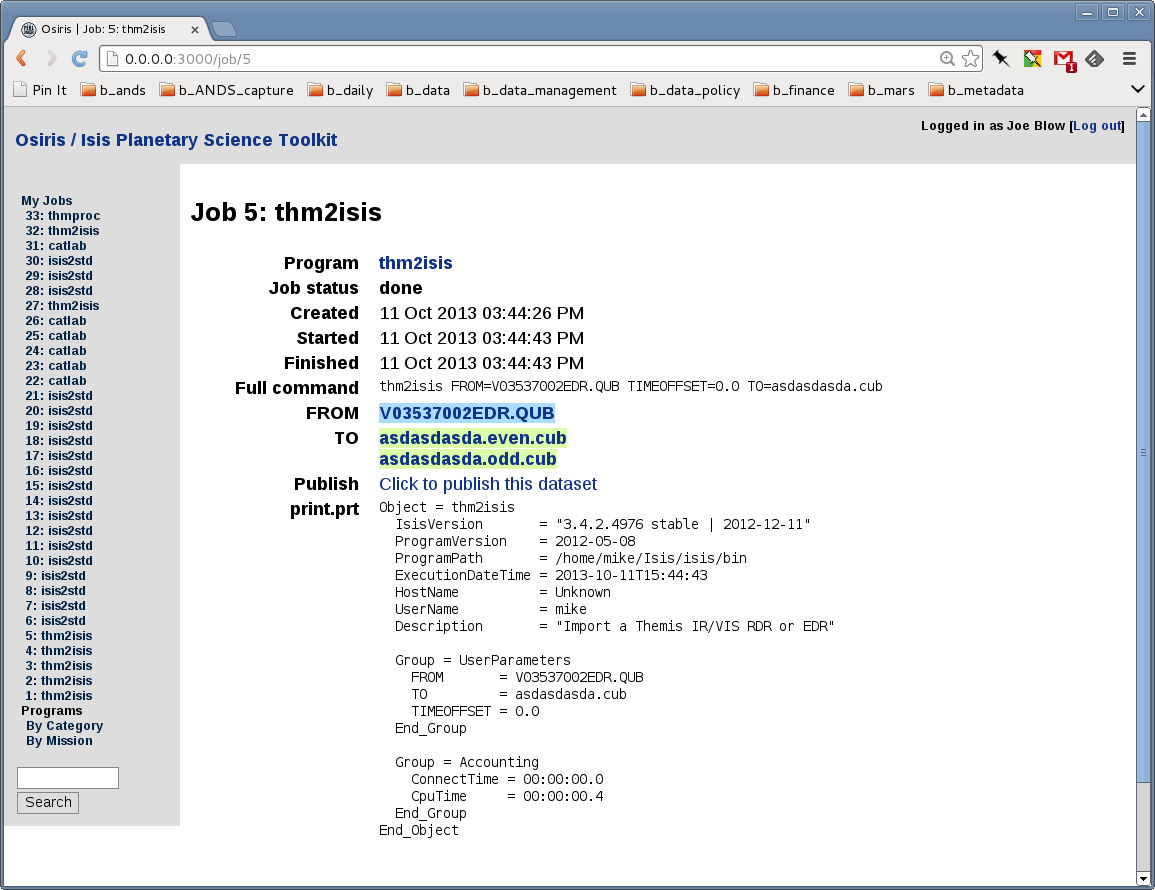 Osiris | Job: 5: thm2isis
0.0.0.0:3000/job/5
1
Pin It b_ands b_ANDS_capture b_daily b_data b_data_management b_data_policy b_finance b_mars b_metadata
Logged in as Joe Blow [Log out]
Osiris / Isis Planetary Science Toolkit
My Jobs
33: thmproc
32: thm2isis
31: catlab
30: isis2std
29: isis2std
28: isis2std
27: thm2isis
26: catlab
25: catlab
24: catlab
23: catlab
22: catlab
21: isis2std
20: isis2std
19: isis2std
18: isis2std
17: isis2std
16: isis2std
15: isis2std
14: isis2std
13: isis2std
12: isis2std
11: isis2std
10: isis2std
9: isis2std
8: isis2std
7: isis2std
6: isis2std
5: thm2isis
4: thm2isis
3: thm2isis
2: thm2isis
1: thm2isis
Programs
By Category
By Mission
Search
Job 5: thm2isis
Program thm2isis
Job status done
Created 11 Oct 2013 03:44:26 PM
Started 11 Oct 2013 03:44:43 PM
Finished 11 Oct 2013 03:44:43 PM
Full command thm2isis FROM=V03537002EDR.QUB TIMEOFFSET=0.0 TO=asdasdasda.cub
FROM V03537002EDR.QUB
TO asdasdasda.even.cub
asdasdasda.odd.cub
Publish Click to publish this dataset
print.prt Object = thm2isis
IsisVersion = "3.4.2.4976 stable | 2012-12-11"
ProgramVersion = 2012-05-08
ProgramPath = /home/mike/Isis/isis/bin
ExecutionDateTime = 2013-10-11T15:44:43
HostName = Unknown
UserName = mike
Description = "Import a Themis IR/VIS RDR or EDR"
Group = UserParameters
FROM = V03537002EDR.QUB
TO = asdasdasda.cub
TIMEOFFSET = 0.0
End_Group
Group = Accounting
ConnectTime = 00:00:00.0
CpuTime = 00:00:00.4
End_Group
End_Object